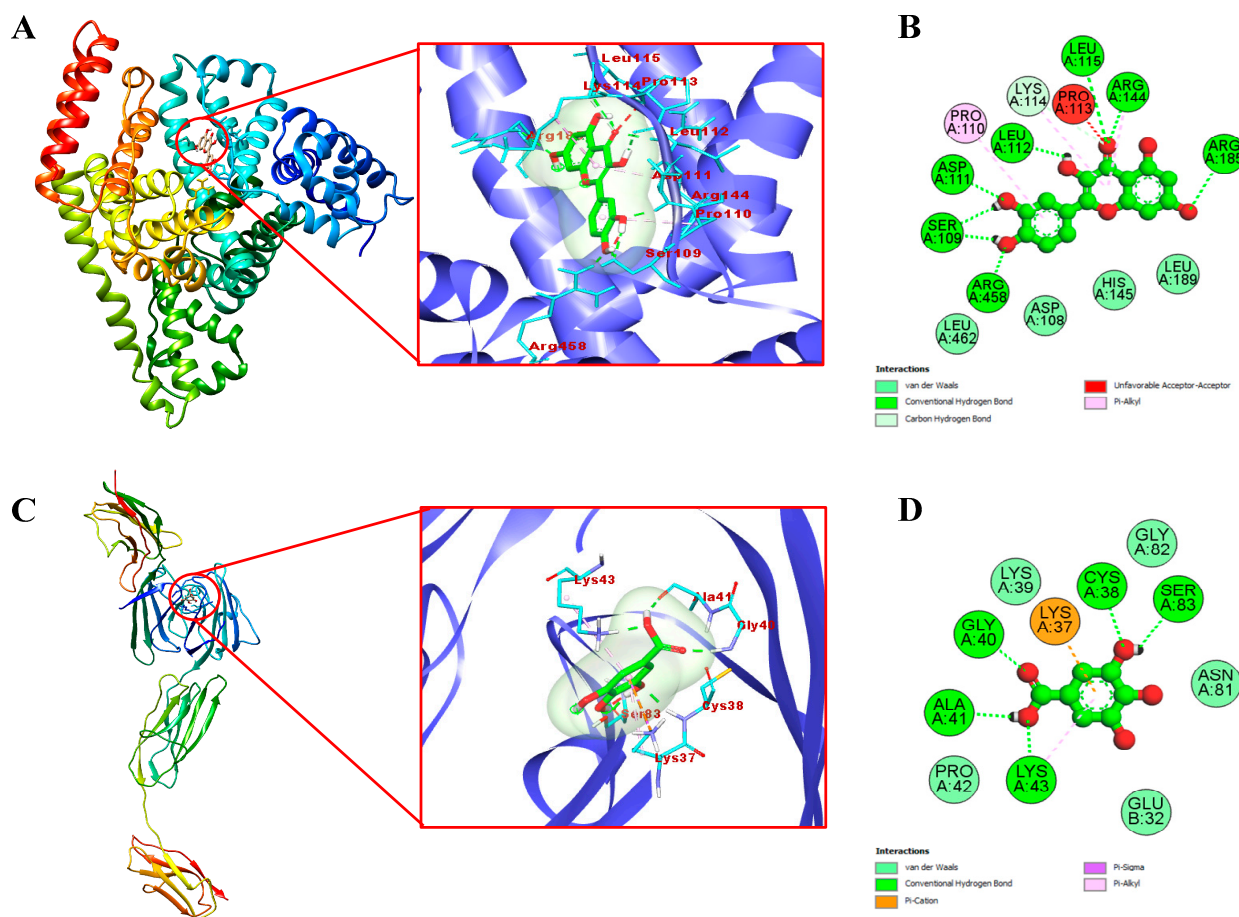 A
Leu115
Lys114
Pro113
Leu112
Asp111
Arg144
Pro110
Ser109
Arg458
B
LEU
A:115
LYS
A:114
PRO
A:113
ARG
A:144
PRO
A:110
LEU
A:112
ARG
A:185
ASP
A:111
SER
A:109
ARG
A:458
HIS
A:145
LEU
A:189
ASP
A:108
LEU
A:462
Interactions
van der Waals
Conventional Hydrogen Bond
Carbon Hydrogen Bond
Unfavorable Acceptor-Acceptor
Pi-Alkyl
C
Lys43
Gly40
Cys38
Ser83
Lys37
D
GLY
A:82
LYS
A:39
CYS
A:38
SER
A:83
LYS
A:37
GLY
A:40
ASN
A:81
ALA
A:41
PRO
A:42
LYS
A:43
GLU
B:32
Interactions
van der Waals
Conventional Hydrogen Bond
Pi-Cation
Pi-Sigma
Pi-Alkyl